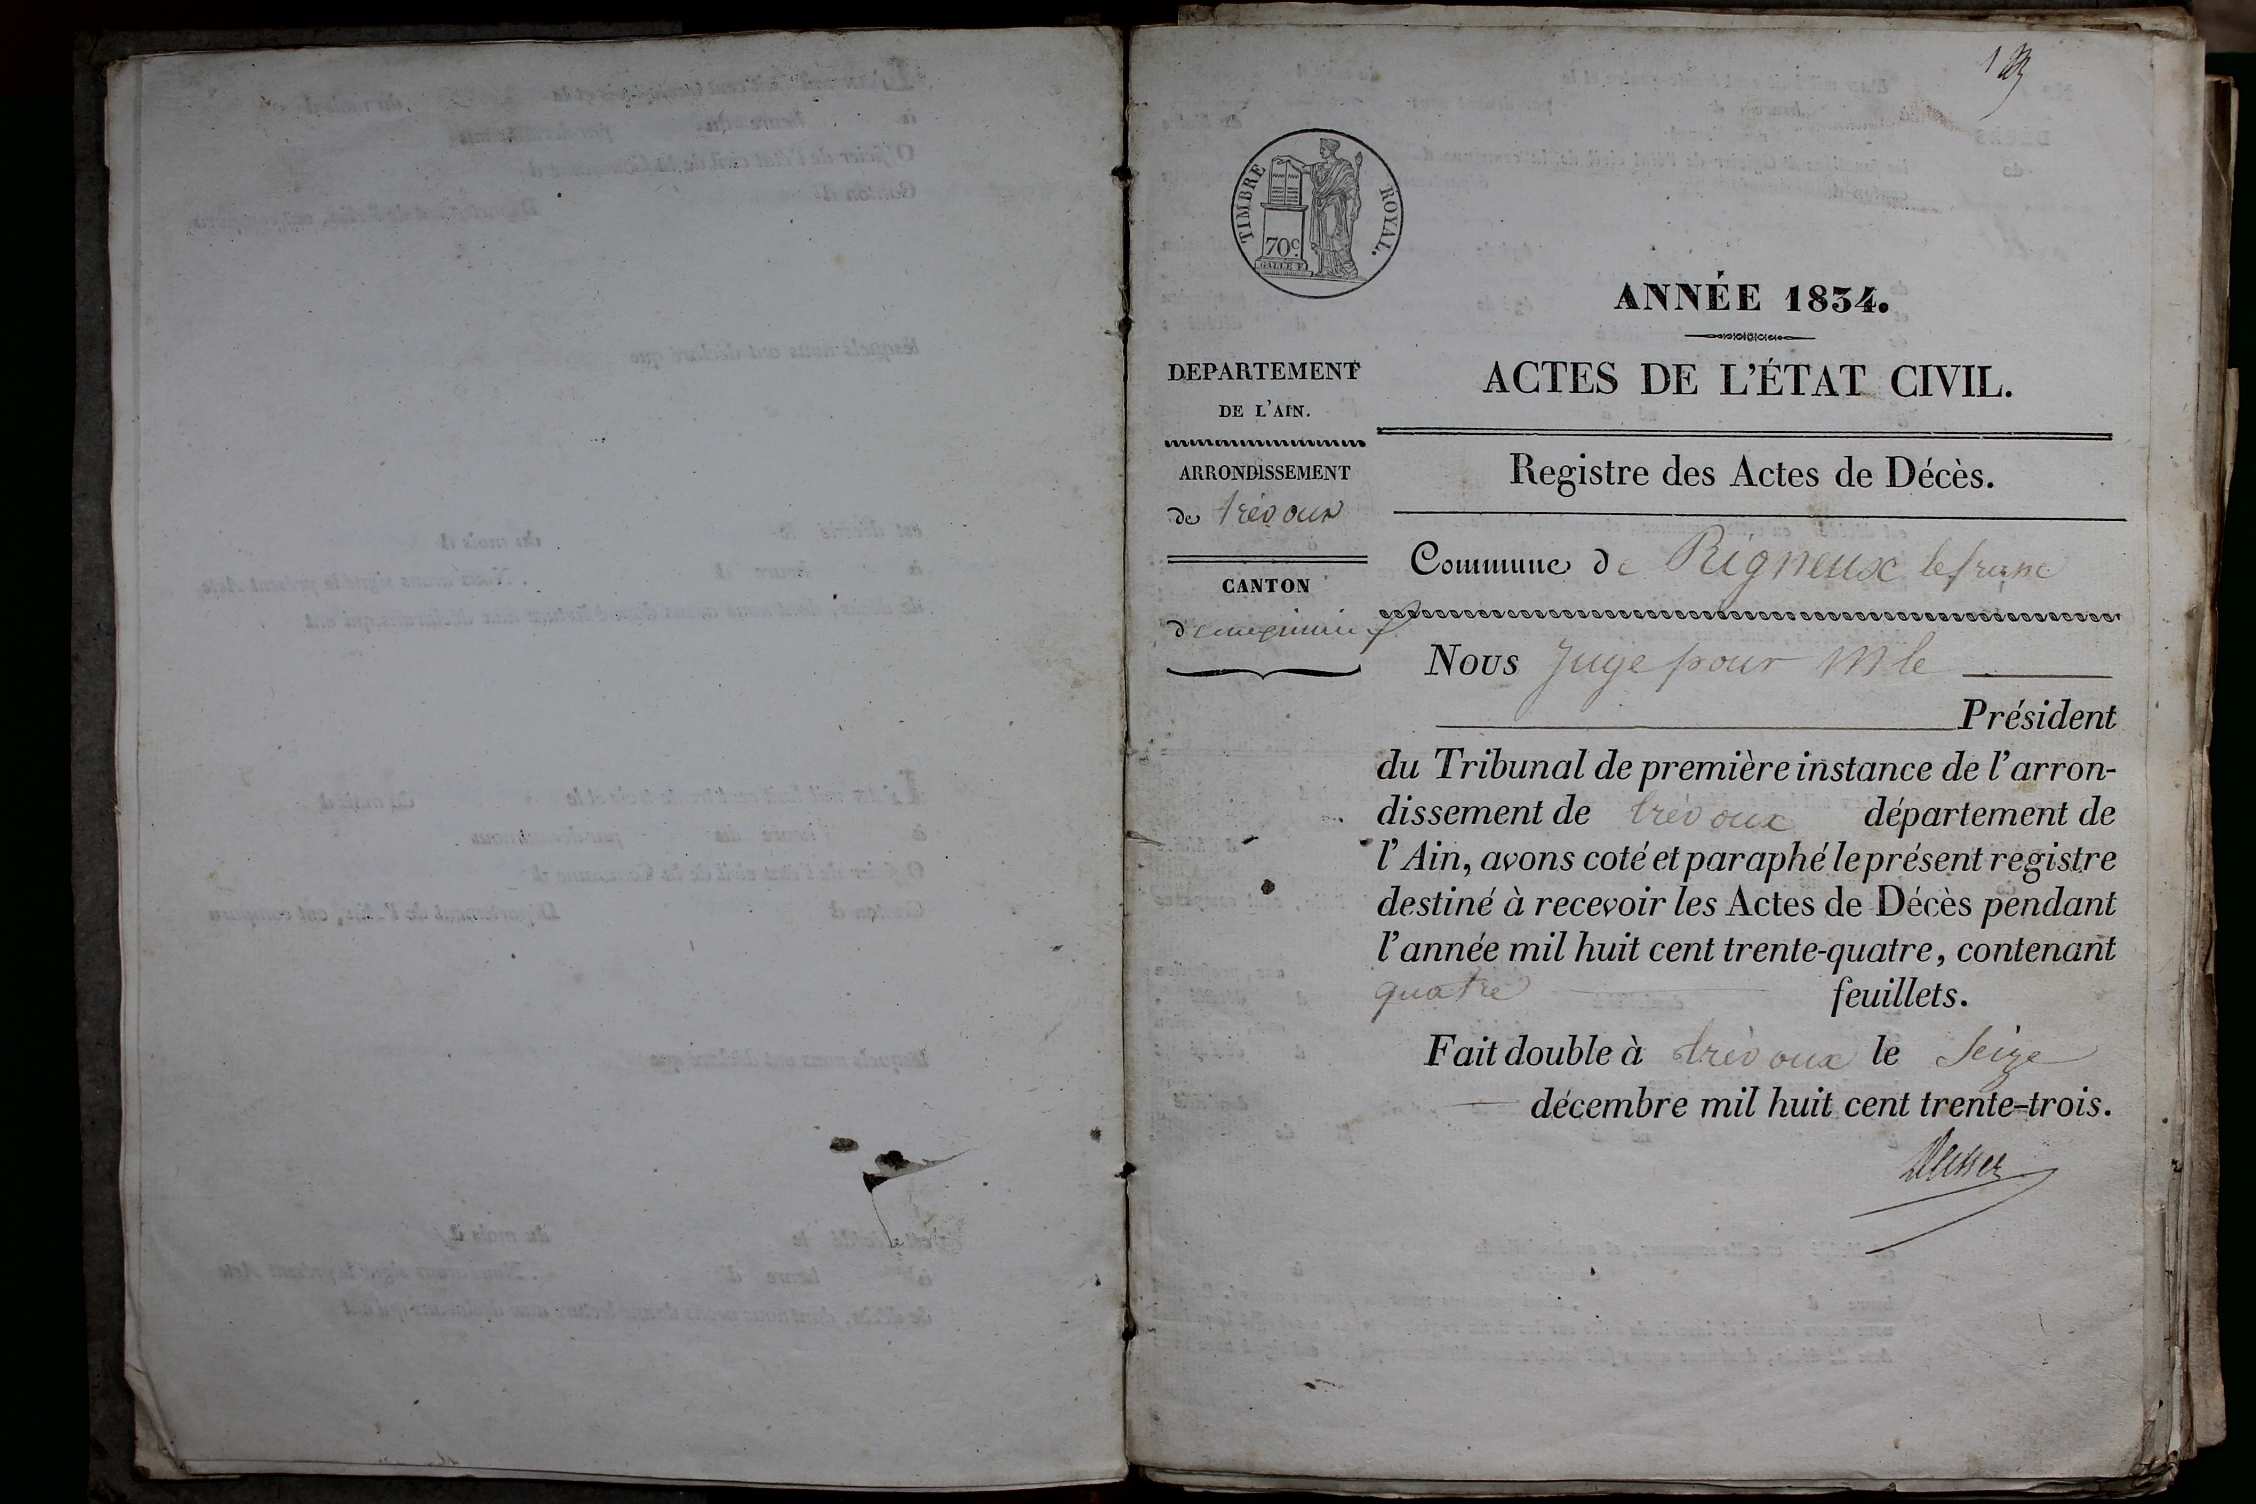 TIMBRE ROYAL.
70c
GALLE F.
ANNÉE 1834.
DEPARTEMENT
DE L'AIN.
ARRONDISSEMENT
de trévoux
CANTON
ACTES DE L'ÉTAT CIVIL.
Registre des Actes de Décès.
Commune de Rigneux le franc
Nous Juge pour M le
Président
du Tribunal de première instance de l'arron-
dissement de trévoux département de
l'Ain, avons coté et paraphé le présent registre
destiné à recevoir les Actes de Décès pendant
l'année mil huit cent trente-quatre, contenant
quatre feuillets.
Fait double à trévoux le seize
décembre mil huit cent trente-trois.